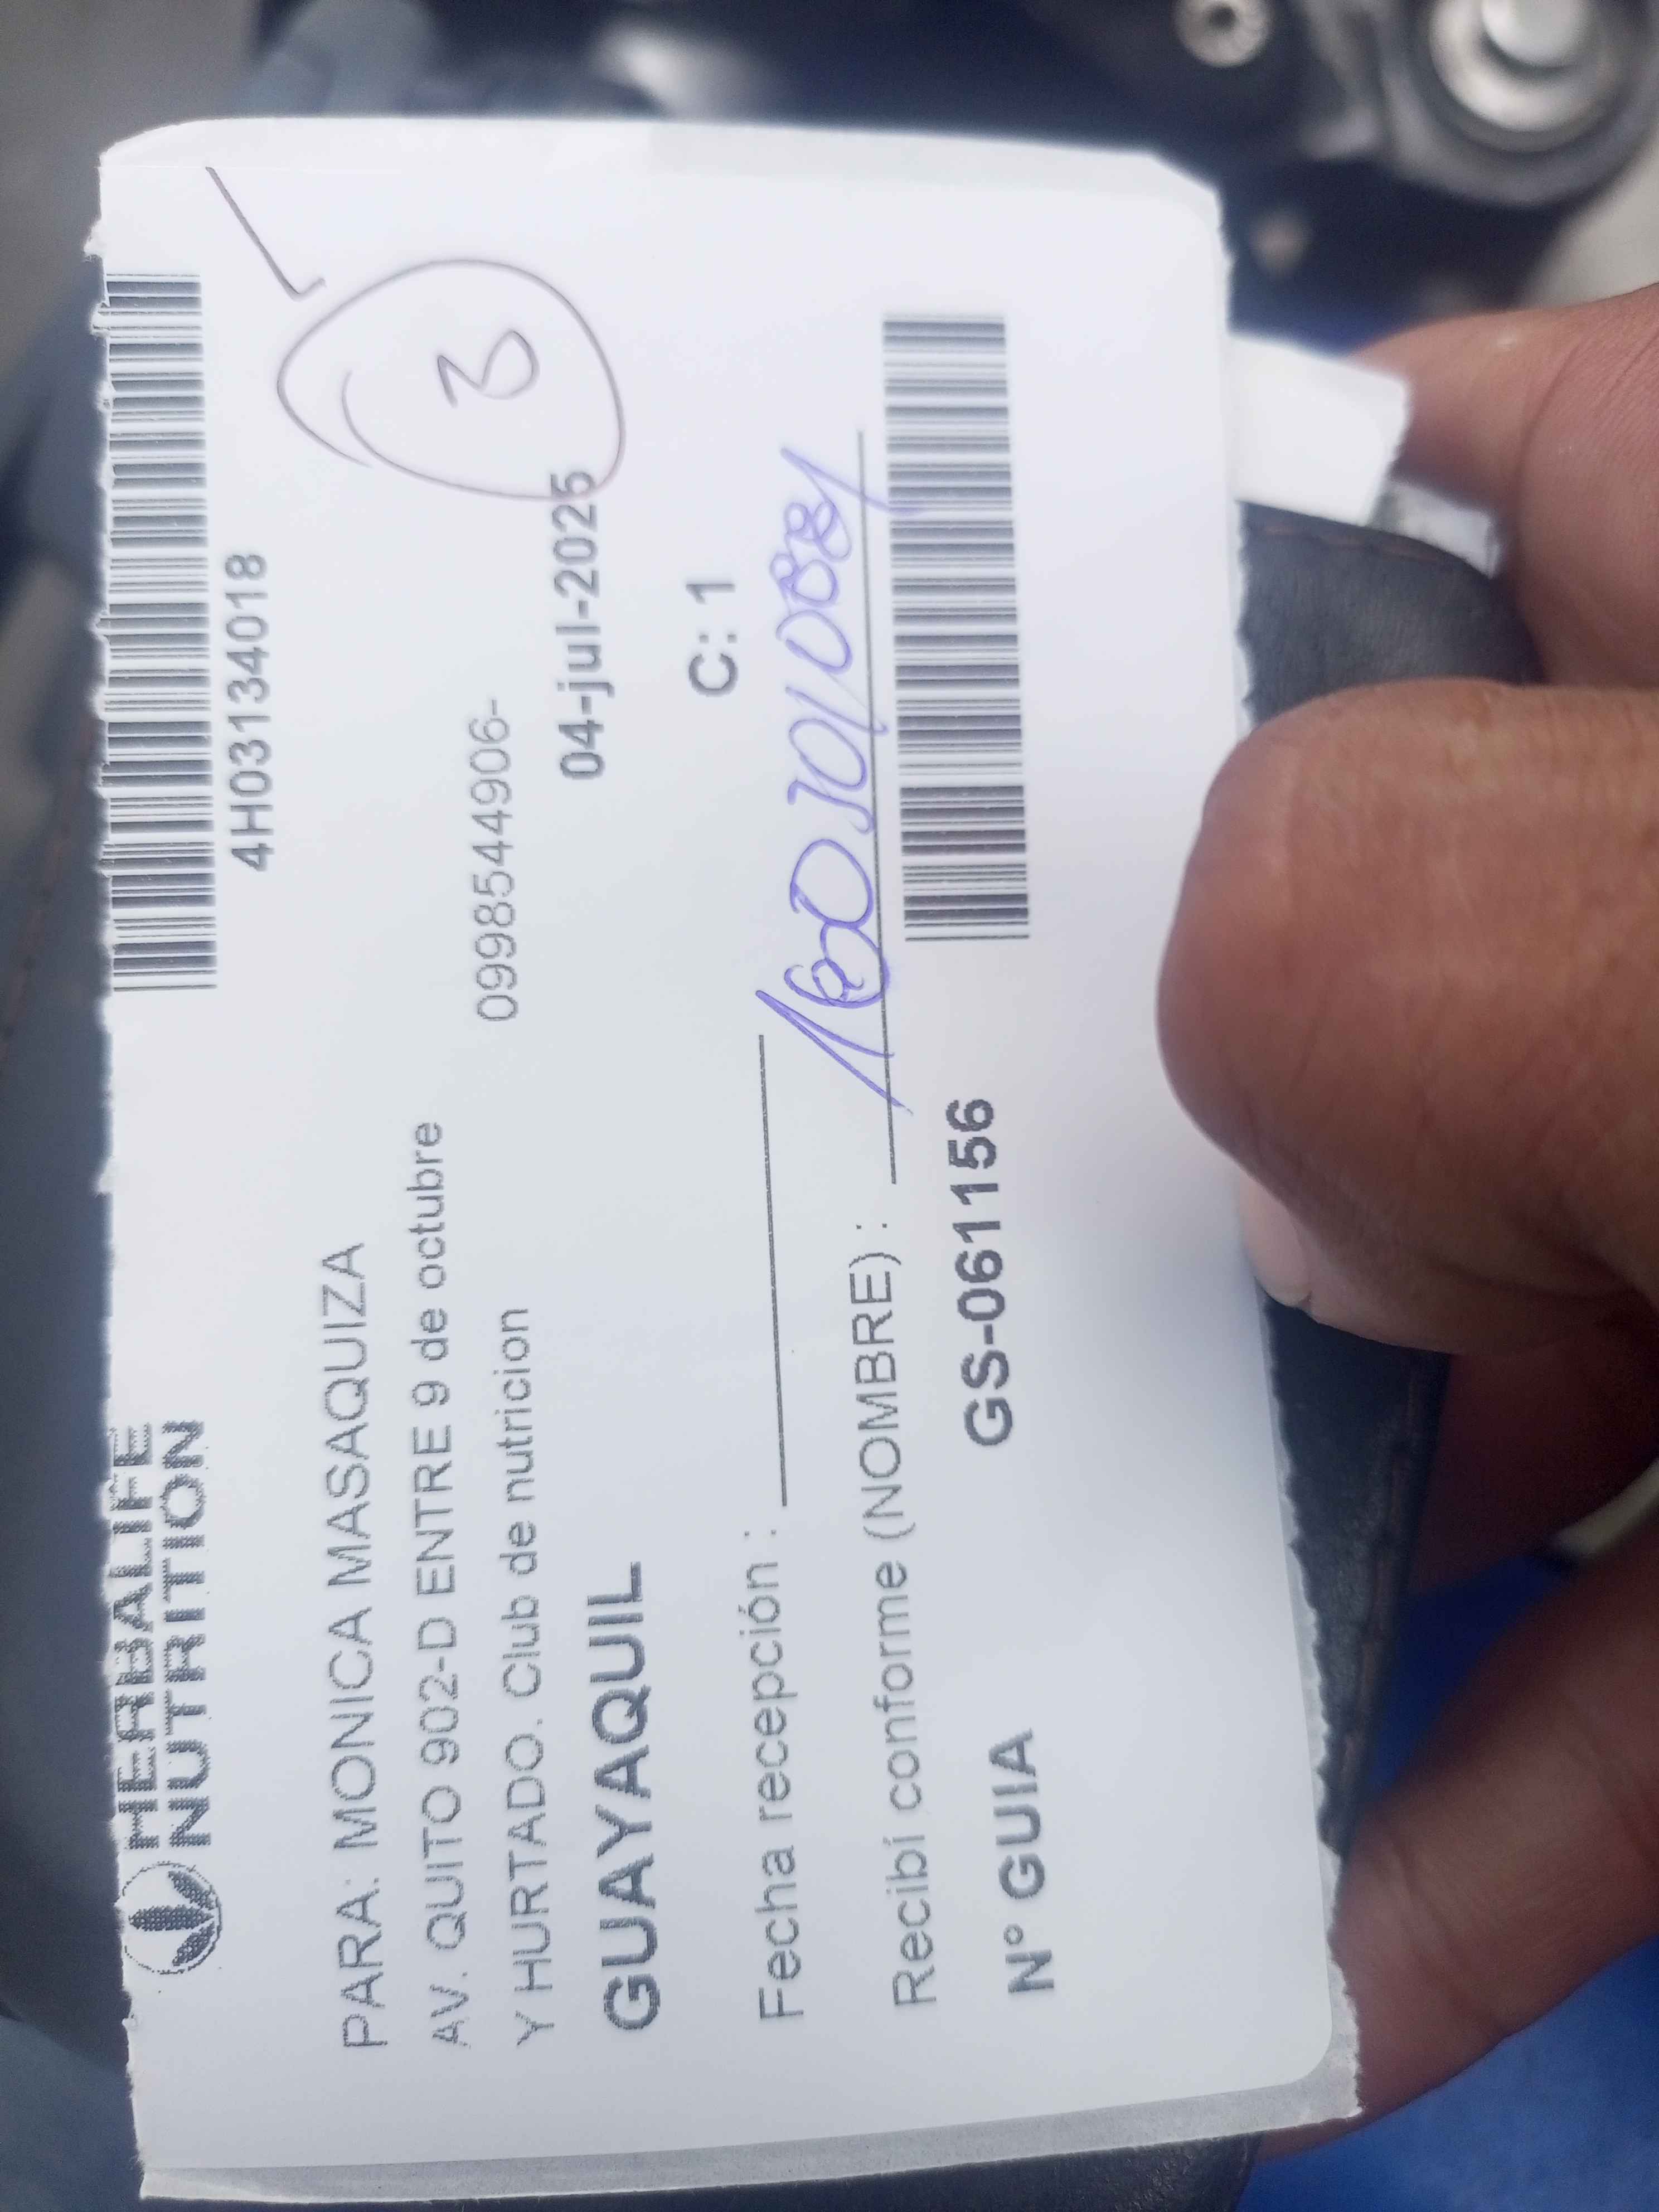 HERBALIFE
NUTRITION
4H03134018
PARA: MONICA MASAQUIZA
AV. QUITO 902-D ENTRE 9 de octubre
Y HURTADO. Club de nutricion
0998544906-
GUAYAQUIL
04-jul-2025
C: 1
Fecha recepción :
Recibí conforme (NOMBRE) :
N° GUIA GS-061156